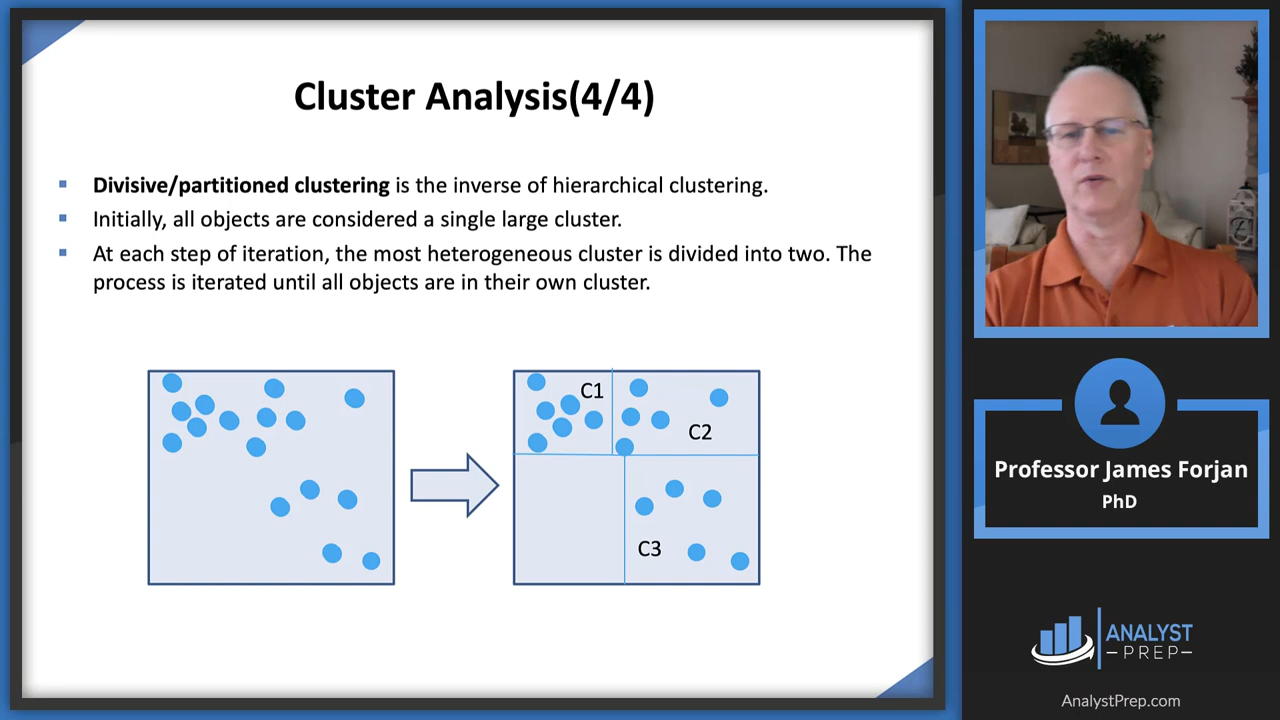 Cluster Analysis(4/4)
Divisive/partitioned clustering is the inverse of hierarchical clustering.
Initially, all objects are considered a single large cluster.
At each step of iteration, the most heterogeneous cluster is divided into two. The
process is iterated until all objects are in their own cluster.
C1
C2
C3
Professor James Forjan
PhD
ANALYST
PREP
AnalystPrep.com